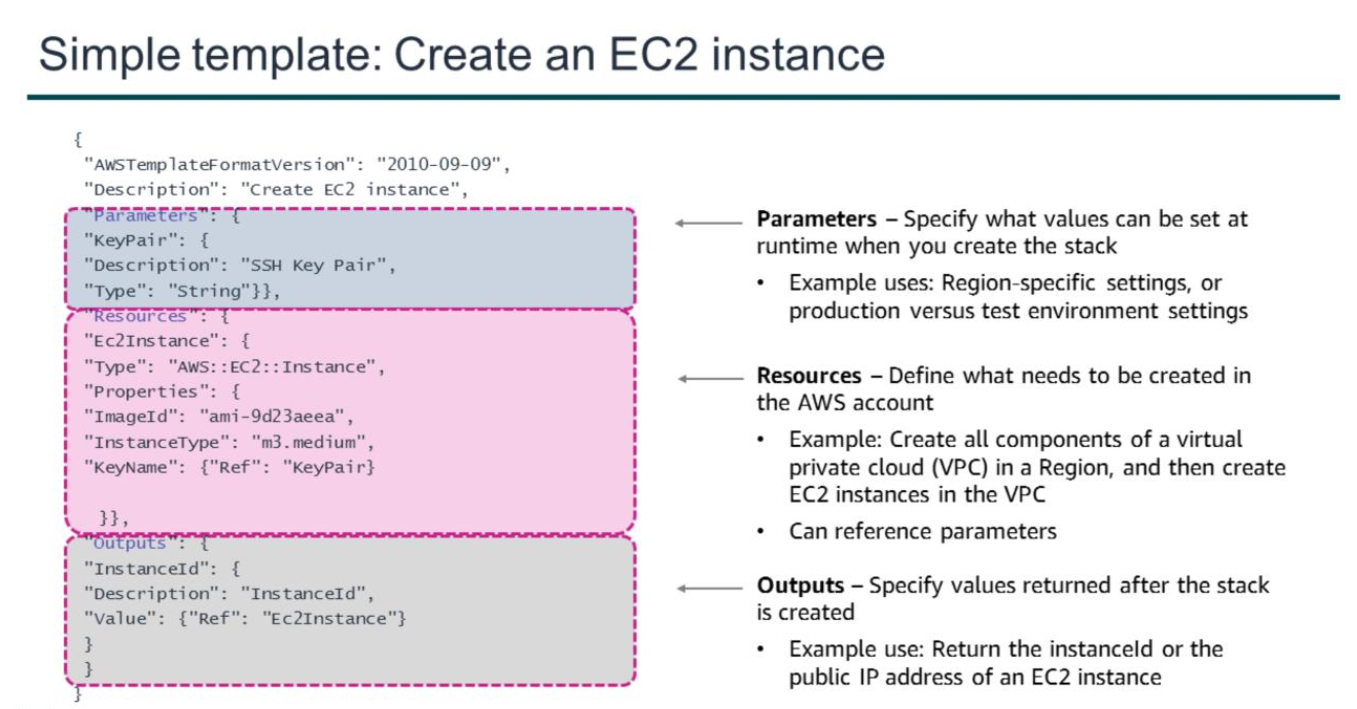 Simple template: Create an EC2 instance
{
"AWSTemplateFormatVersion": "2010-09-09",
"Description": "Create EC2 instance",
"Parameters": {
"KeyPair": {
"Description": "SSH Key Pair",
"Type": "String"}},
"Resources": {
"Ec2Instance": {
"Type": "AWS::EC2::Instance",
"Properties": {
"ImageId": "ami-9d23aeea",
"InstanceType": "m3.medium",
"KeyName": {"Ref": "KeyPair}
}},
"Outputs": {
"InstanceId": {
"Description": "InstanceId",
"Value": {"Ref": "Ec2Instance"}
}
}
}
Parameters – Specify what values can be set at
runtime when you create the stack
• Example uses: Region-specific settings, or
production versus test environment settings
Resources – Define what needs to be created in
the AWS account
• Example: Create all components of a virtual
private cloud (VPC) in a Region, and then create
EC2 instances in the VPC
• Can reference parameters
Outputs – Specify values returned after the stack
is created
• Example use: Return the instanceId or the
public IP address of an EC2 instance